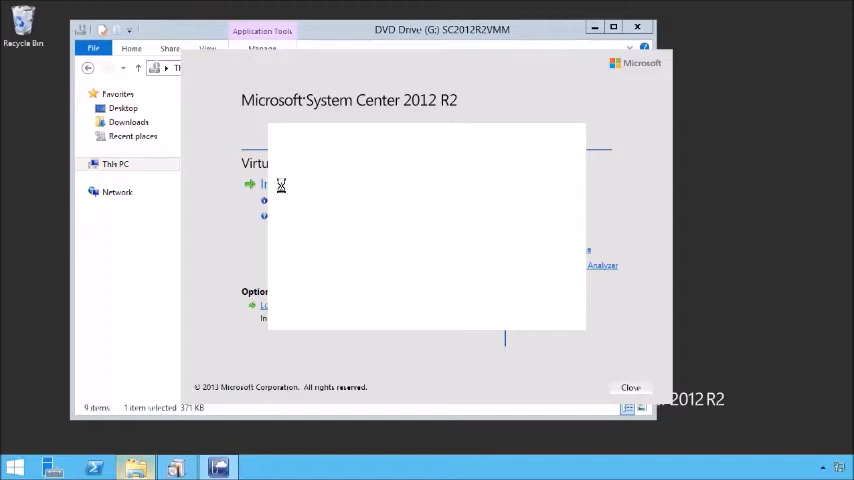 Recycle Bin
Application Tools
DVD Drive (G:) SC2012R2VMM
File
Home
Share
View
Manage
Microsoft
Favorites
Desktop
Downloads
Recent places
This PC
Network
Microsoft System Center 2012 R2
Analyzer
© 2013 Microsoft Corporation. All rights reserved.
Close
9 items
1 item selected 371 KB
2012 R2